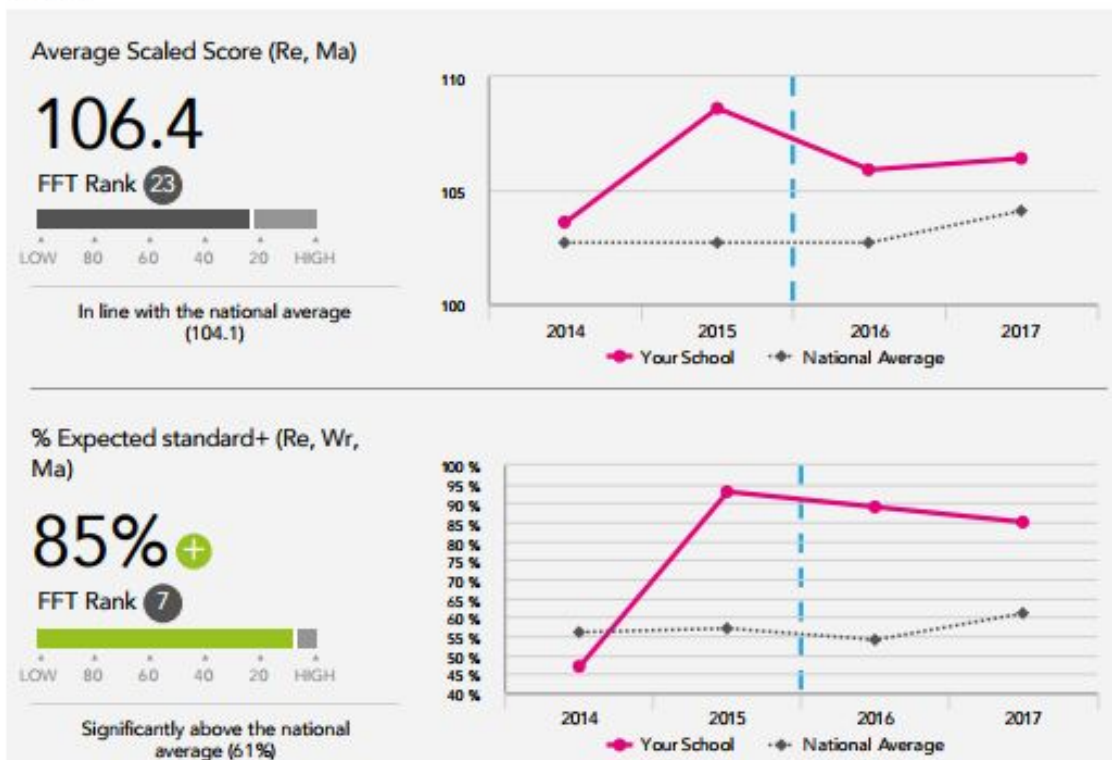 Average Scaled Score (Re, Ma)
106.4
FFT Rank 23
LOW 80 60 40 20 HIGH
In line with the national average
(104.1)
110
105
100
2014 2015 2016 2017
Your School National Average
% Expected standard+ (Re, Wr,
Ma)
85% +
FFT Rank 7
LOW 80 60 40 20 HIGH
Significantly above the national
average (61%)
100 %
95 %
90 %
85 %
80 %
75 %
70 %
65 %
60 %
55 %
50 %
45 %
40 %
2014 2015 2016 2017
Your School National Average